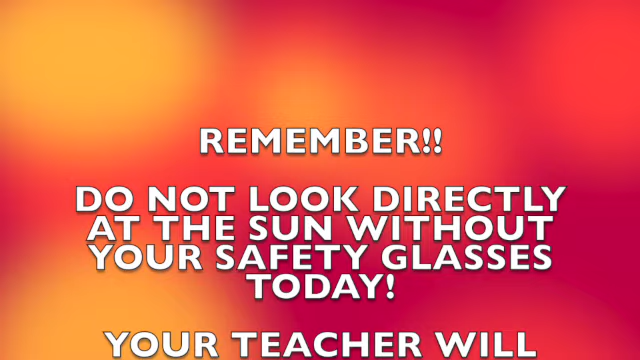 REMEMBER!!
DO NOT LOOK DIRECTLY
AT THE SUN WITHOUT
YOUR SAFETY GLASSES
TODAY!
YOUR TEACHER WILL